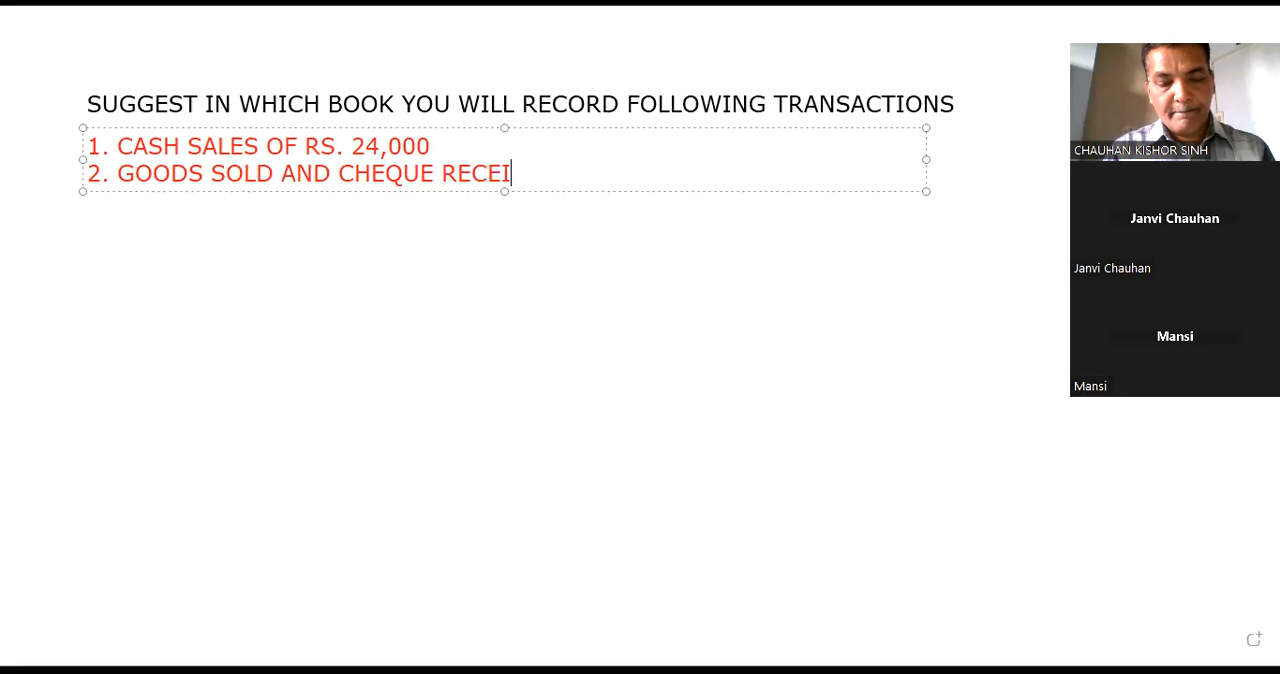 SUGGEST IN WHICH BOOK YOU WILL RECORD FOLLOWING TRANSACTIONS
1. CASH SALES OF RS. 24,000
2. GOODS SOLD AND CHEQUE RECEI
CHAUHAN KISHOR SINH
Janvi Chauhan
Janvi Chauhan
Mansi
Mansi